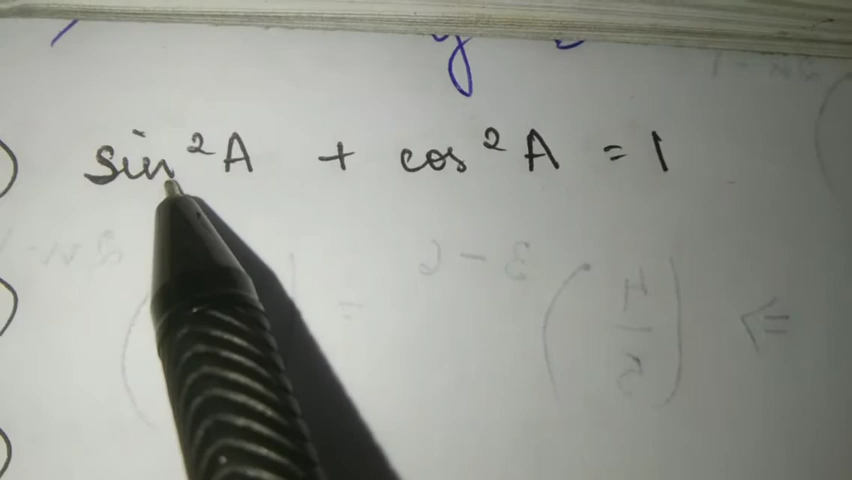 sin²A + cos²A = 1